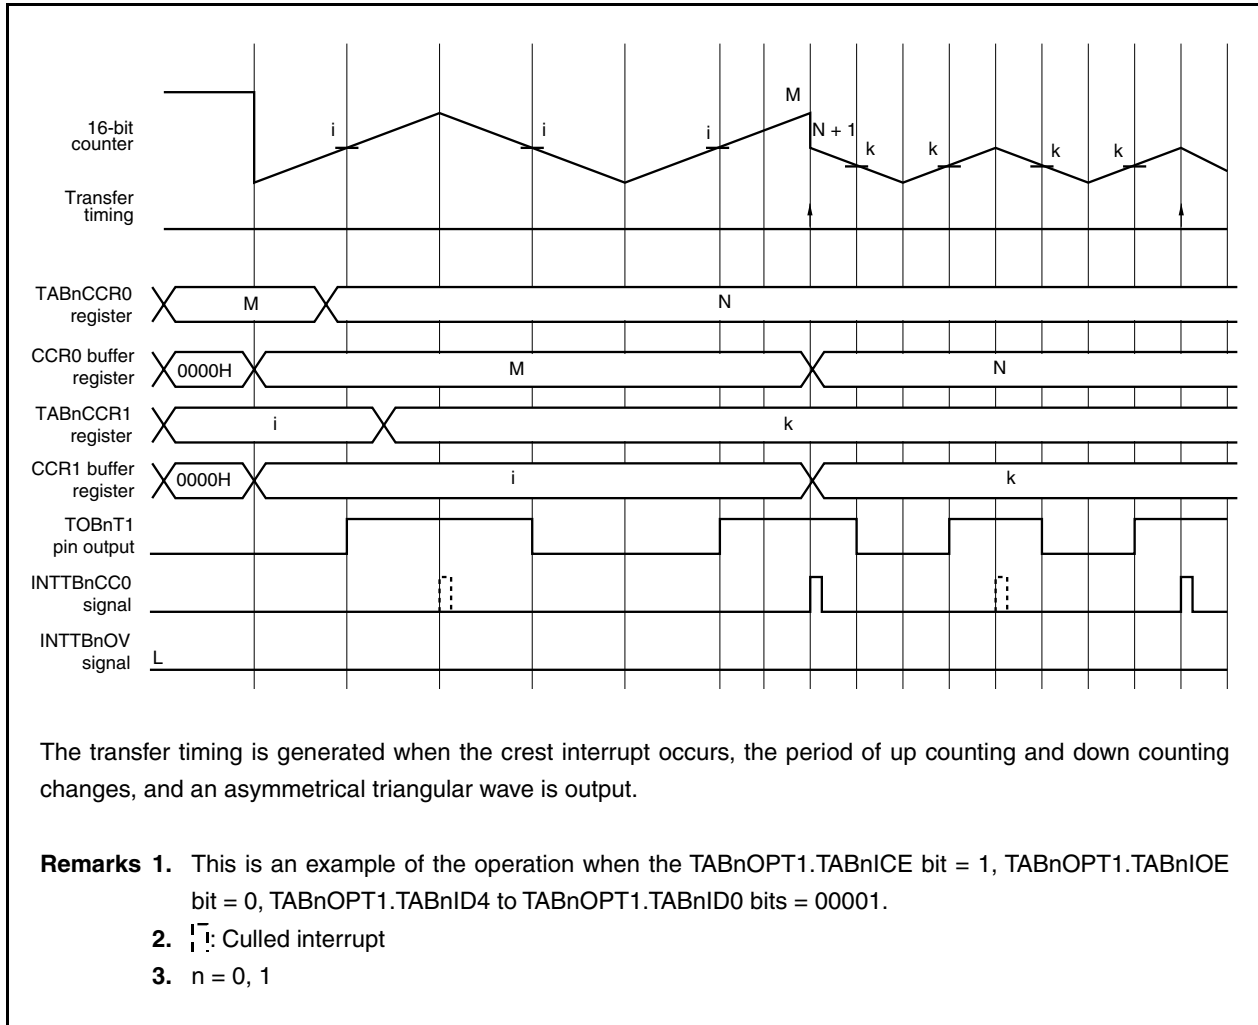 M
16-bit
counter
i
i
i
N + 1
k
k
k
k
Transfer
timing
TABnCCR0
register
M
N
CCR0 buffer
register
0000H
M
N
TABnCCR1
register
i
k
CCR1 buffer
register
0000H
i
k
TOBnT1
pin output
INTTBnCC0
signal
INTTBnOV
signal
L
The transfer timing is generated when the crest interrupt occurs, the period of up counting and down counting
changes, and an asymmetrical triangular wave is output.
Remarks 1. This is an example of the operation when the TABnOPT1.TABnICE bit = 1, TABnOPT1.TABnIOE
bit = 0, TABnOPT1.TABnID4 to TABnOPT1.TABnID0 bits = 00001.
2. : Culled interrupt
3. n = 0, 1